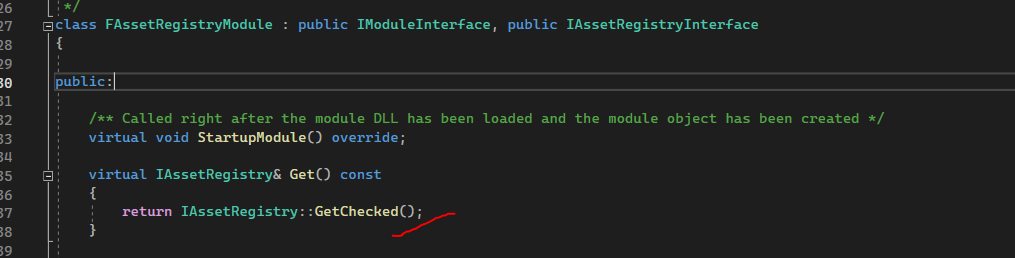 26 */
27 class FAssetRegistryModule : public IModuleInterface, public IAssetRegistryInterface
28 {
29
30 public:
31
32 /** Called right after the module DLL has been loaded and the module object has been created */
33 virtual void StartupModule() override;
34
35 virtual IAssetRegistry& Get() const
36 {
37 return IAssetRegistry::GetChecked();
38 }
39